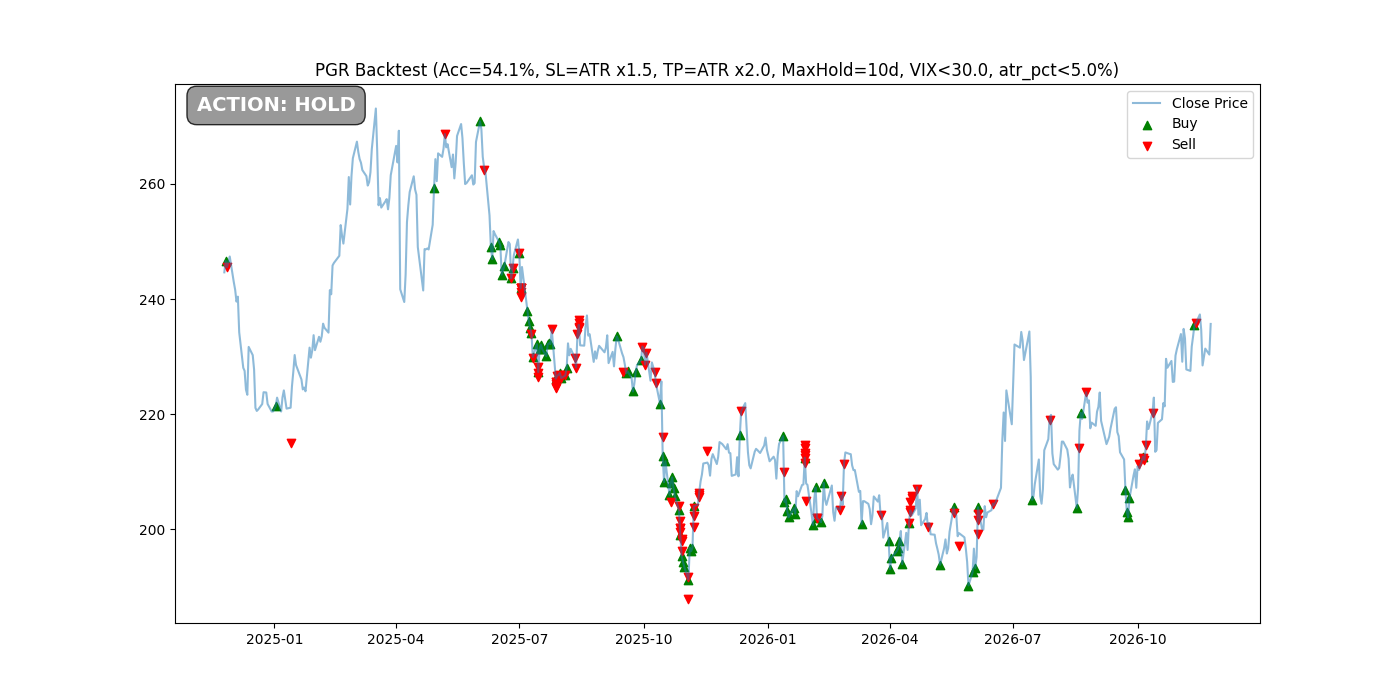 PGR Backtest (Acc=54.1%, SL=ATR x1.5, TP=ATR x2.0, MaxHold=10d, VIX<30.0, atr_pct<5.0%)
ACTION: HOLD
Close Price
Buy
Sell
260
240
220
200
2025-01
2025-04
2025-07
2025-10
2026-01
2026-04
2026-07
2026-10